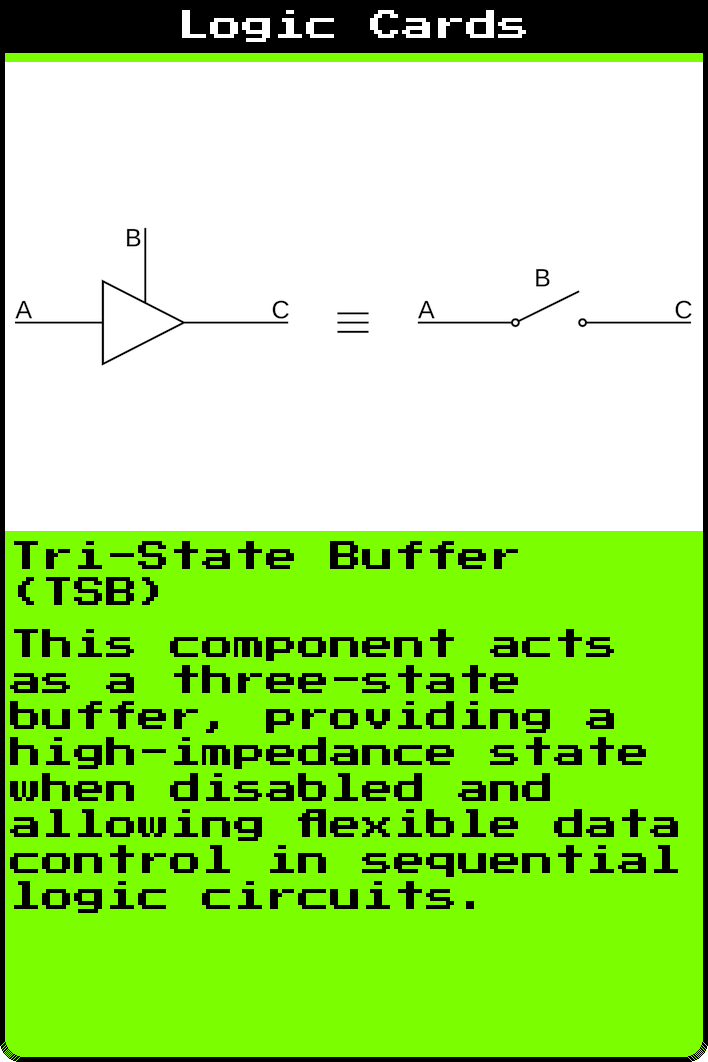 Logic Cards
B
A
C
B
A
C
Tri-State Buffer
(TSB)
This component acts
as a three-state
buffer, providing a
high-impedance state
when disabled and
allowing flexible data
control in sequential
logic circuits.